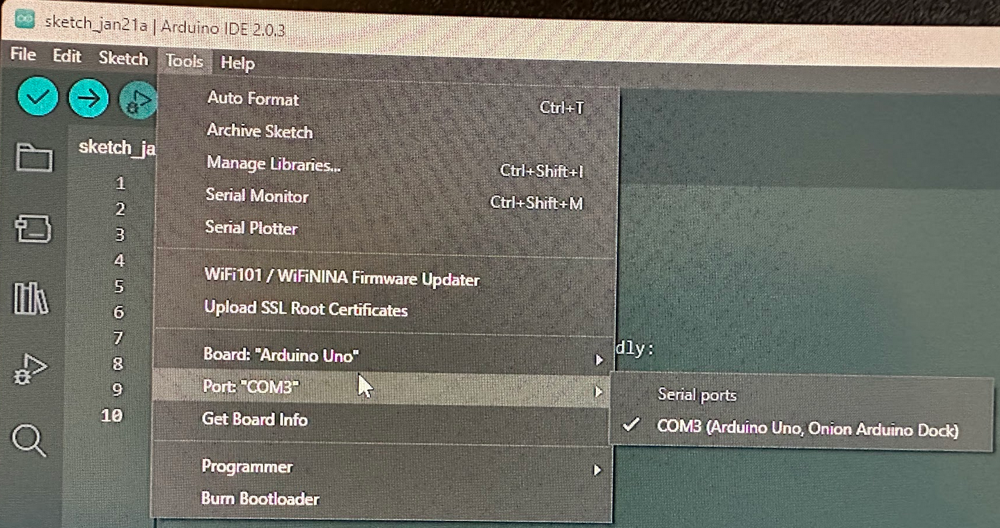 sketch_jan21a | Arduino IDE 2.0.3
File Edit Sketch Tools Help
Auto Format Ctrl+T
Archive Sketch
sketch_ja
Manage Libraries... Ctrl+Shift+I
1
Serial Monitor Ctrl+Shift+M
2
Serial Plotter
3
4
WiFi101 / WiFiNINA Firmware Updater
5
Upload SSL Root Certificates
6
7
Board: "Arduino Uno"
dly:
8
Port: "COM3"
9
Serial ports
Get Board Info
10
COM3 (Arduino Uno, Onion Arduino Dock)
Programmer
Burn Bootloader